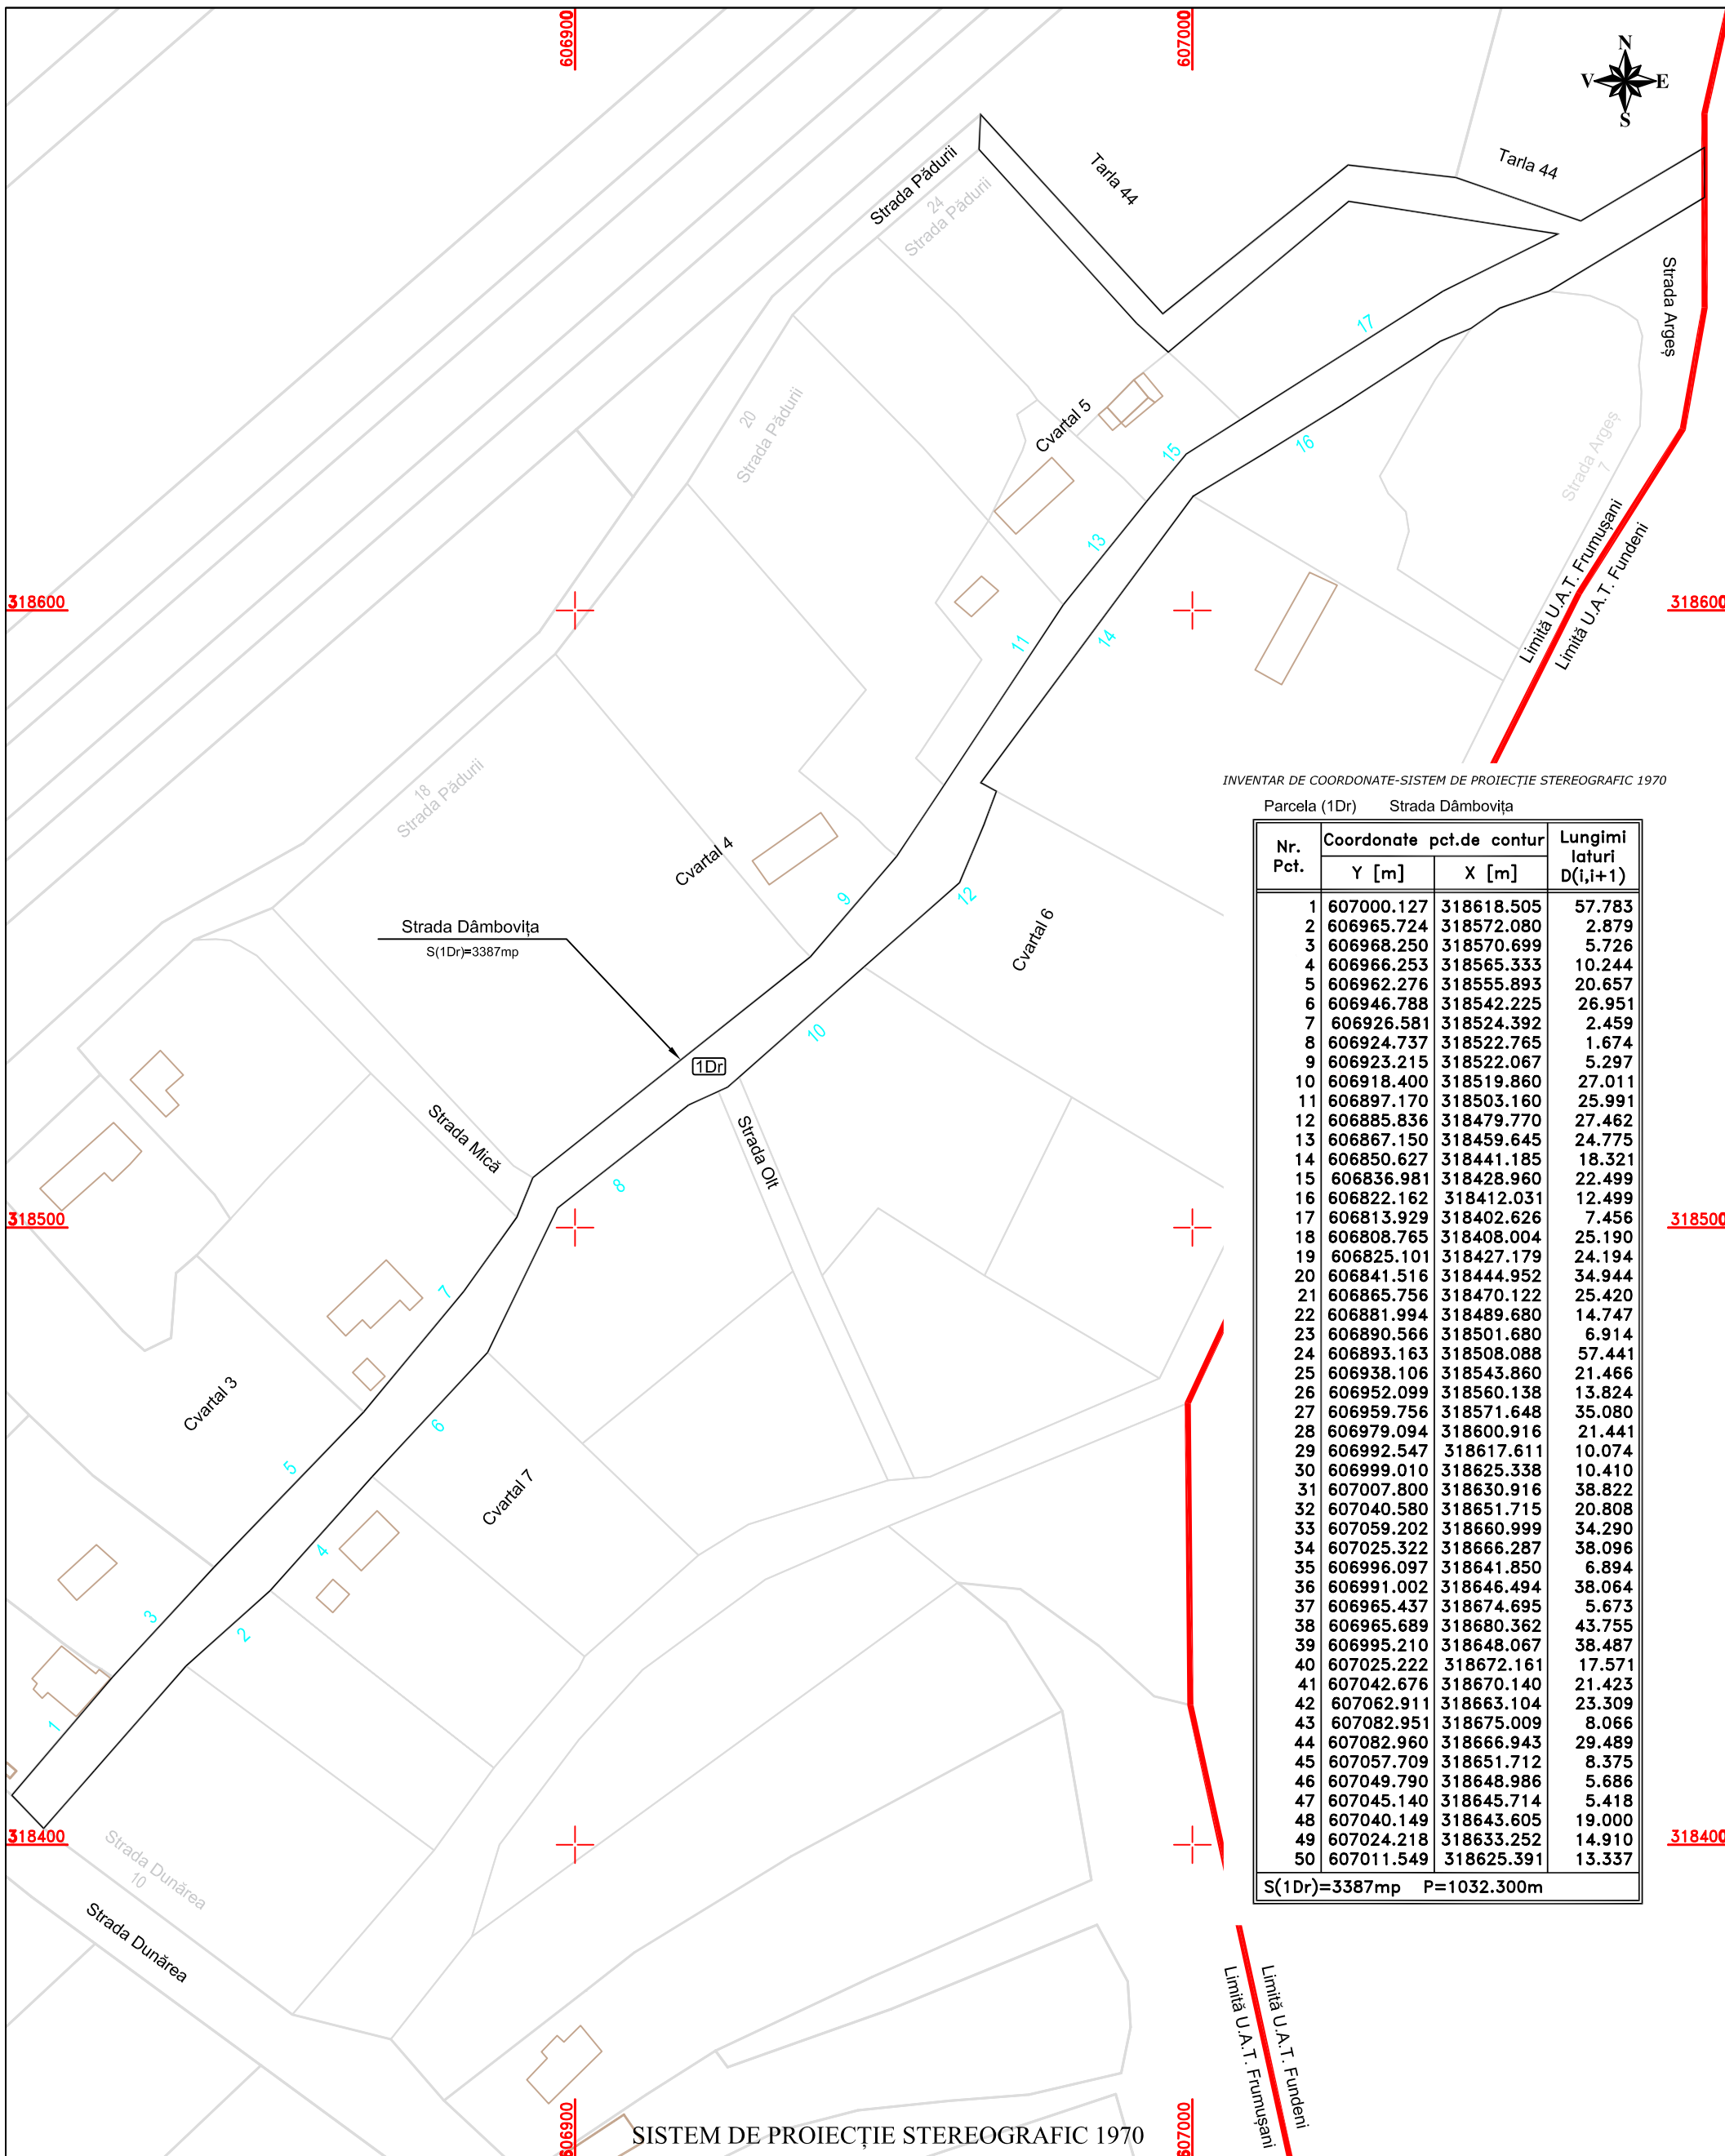 606900
607000
N
V E
S
Strada Pădurii
24
Strada Pădurii
Tarla 44
Tarla 44
Strada Argeș
17
20
Strada Pădurii
Cvartal 5
15
16
Strada Argeș
7
13
Limită U.A.T. Frumușani
Limită U.A.T. Fundeni
318600
318600
11
14
18
Strada Pădurii
Cvartal 4
9
12
Cvartal 6
Strada Dâmbovița
S(1Dr)=3387mp
10
1Dr
Strada Mică
Strada Olt
8
318500
318500
7
Cvartal 3
6
5
Cvartal 7
4
3
2
1
318400
318400
Strada Dunărea
10
Strada Dunărea
INVENTAR DE COORDONATE-SISTEM DE PROIECȚIE STEREOGRAFIC 1970
Parcela (1Dr) Strada Dâmbovița
Nr. Pct. Coordonate pct.de contur Lungimi laturi D(i,i+1)
Y [m] X [m]
1 607000.127 318618.505 57.783
2 606965.724 318572.080 2.879
3 606968.250 318570.699 5.726
4 606966.253 318565.333 10.244
5 606962.276 318555.893 20.657
6 606946.788 318542.225 26.951
7 606926.581 318524.392 2.459
8 606924.737 318522.765 1.674
9 606923.215 318522.067 5.297
10 606918.400 318519.860 27.011
11 606897.170 318503.160 25.991
12 606885.836 318479.770 27.462
13 606867.150 318459.645 24.775
14 606850.627 318441.185 18.321
15 606836.981 318428.960 22.499
16 606822.162 318412.031 12.499
17 606813.929 318402.626 7.456
18 606808.765 318408.004 25.190
19 606825.101 318427.179 24.194
20 606841.516 318444.952 34.944
21 606865.756 318470.122 25.420
22 606881.994 318489.680 14.747
23 606890.566 318501.680 6.914
24 606893.163 318508.088 57.441
25 606938.106 318543.860 21.466
26 606952.099 318560.138 13.824
27 606959.756 318571.648 35.080
28 606979.094 318600.916 21.441
29 606992.547 318617.611 10.074
30 606999.010 318625.338 10.410
31 607007.800 318630.916 38.822
32 607040.580 318651.715 20.808
33 607059.202 318660.999 34.290
34 607025.322 318666.287 38.096
35 606996.097 318641.850 6.894
36 606991.002 318646.494 38.064
37 606965.437 318674.695 5.673
38 606965.689 318680.362 43.755
39 606995.210 318648.067 38.487
40 607025.222 318672.161 17.571
41 607042.676 318670.140 21.423
42 607062.911 318663.104 23.309
43 607082.951 318675.009 8.066
44 607082.960 318666.943 29.489
45 607057.709 318651.712 8.375
46 607049.790 318648.986 5.686
47 607045.140 318645.714 5.418
48 607040.149 318643.605 19.000
49 607024.218 318633.252 14.910
50 607011.549 318625.391 13.337
S(1Dr)=3387mp P=1032.300m
Limită U.A.T. Fundeni
Limită U.A.T. Frumușani
606900
607000
SISTEM DE PROIECȚIE STEREOGRAFIC 1970